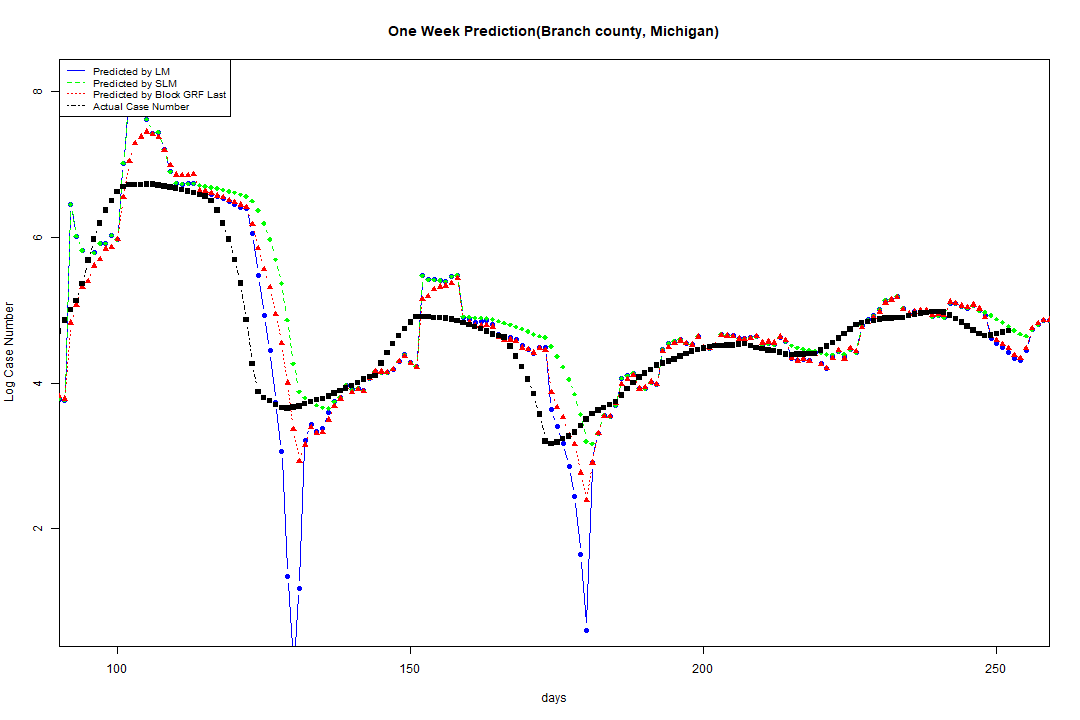 One Week Prediction(Branch county, Michigan)
Predicted by LM
Predicted by SLM
Predicted by Block GRF Last
Actual Case Number
8
6
4
2
Log Case Number
100 150 200 250
days